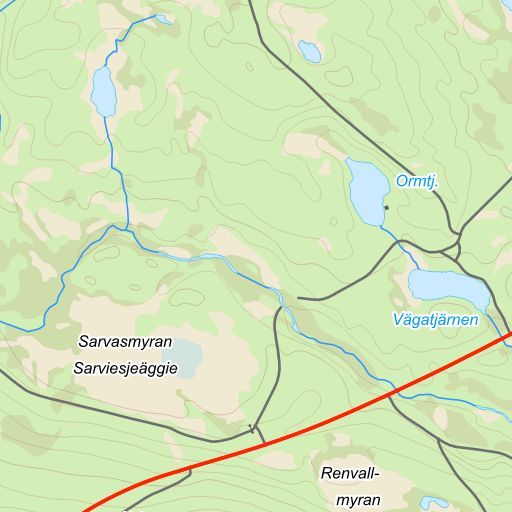 Ormtj.
Vägatjärnen
Sarvasmyran
Sarviesjeäggie
Renvall-
myran